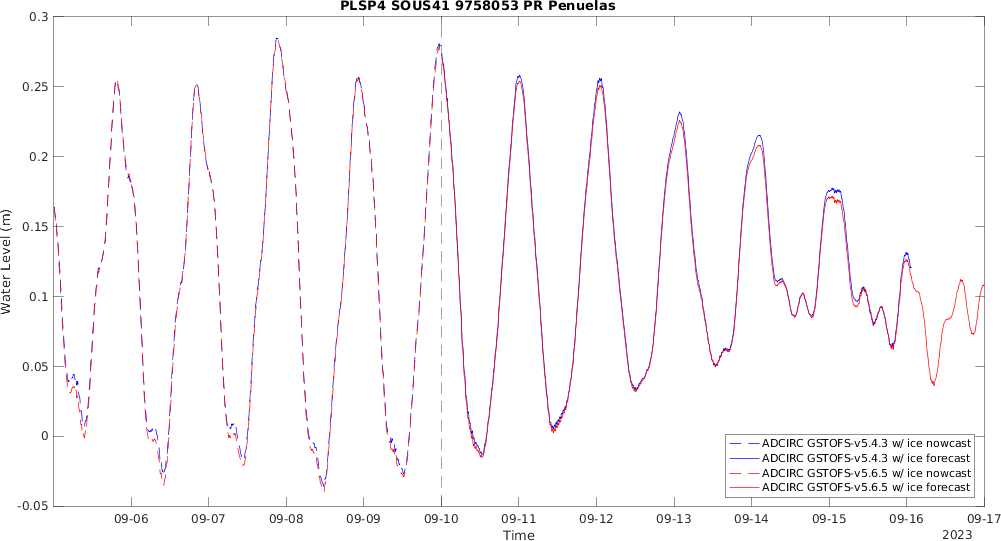 PLSP4 SOUS41 9758053 PR Penuelas
0.3
0.25
0.2
0.15
0.1
0.05
0
-0.05
Water Level (m)
09-06 09-07 09-08 09-09 09-10 09-11 09-12 09-13 09-14 09-15 09-16 09-17
Time
2023
ADCIRC GSTOFS-v5.4.3 w/ ice nowcast
ADCIRC GSTOFS-v5.4.3 w/ ice forecast
ADCIRC GSTOFS-v5.6.5 w/ ice nowcast
ADCIRC GSTOFS-v5.6.5 w/ ice forecast